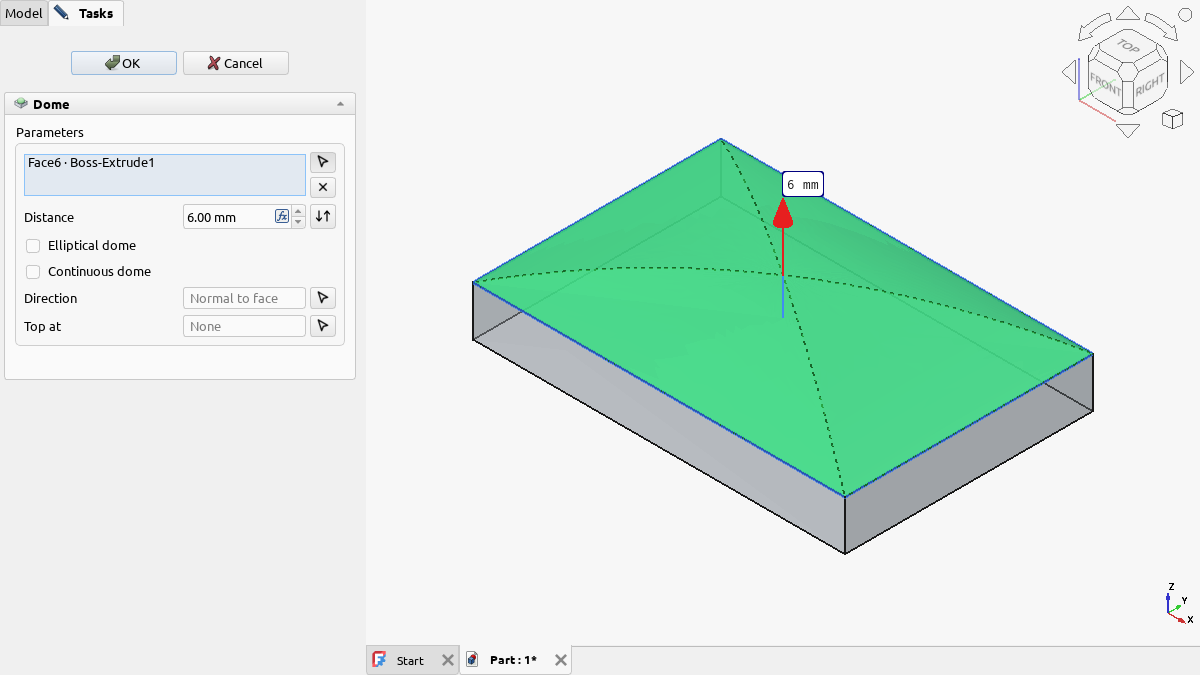 Model
Tasks
OK
Cancel
Dome
Parameters
Face6 · Boss-Extrude1
Distance
6.00 mm
Elliptical dome
Continuous dome
Direction
Normal to face
Top at
None
6 mm
TOP
FRONT
RIGHT
Z
Y
X
Start
Part : 1*